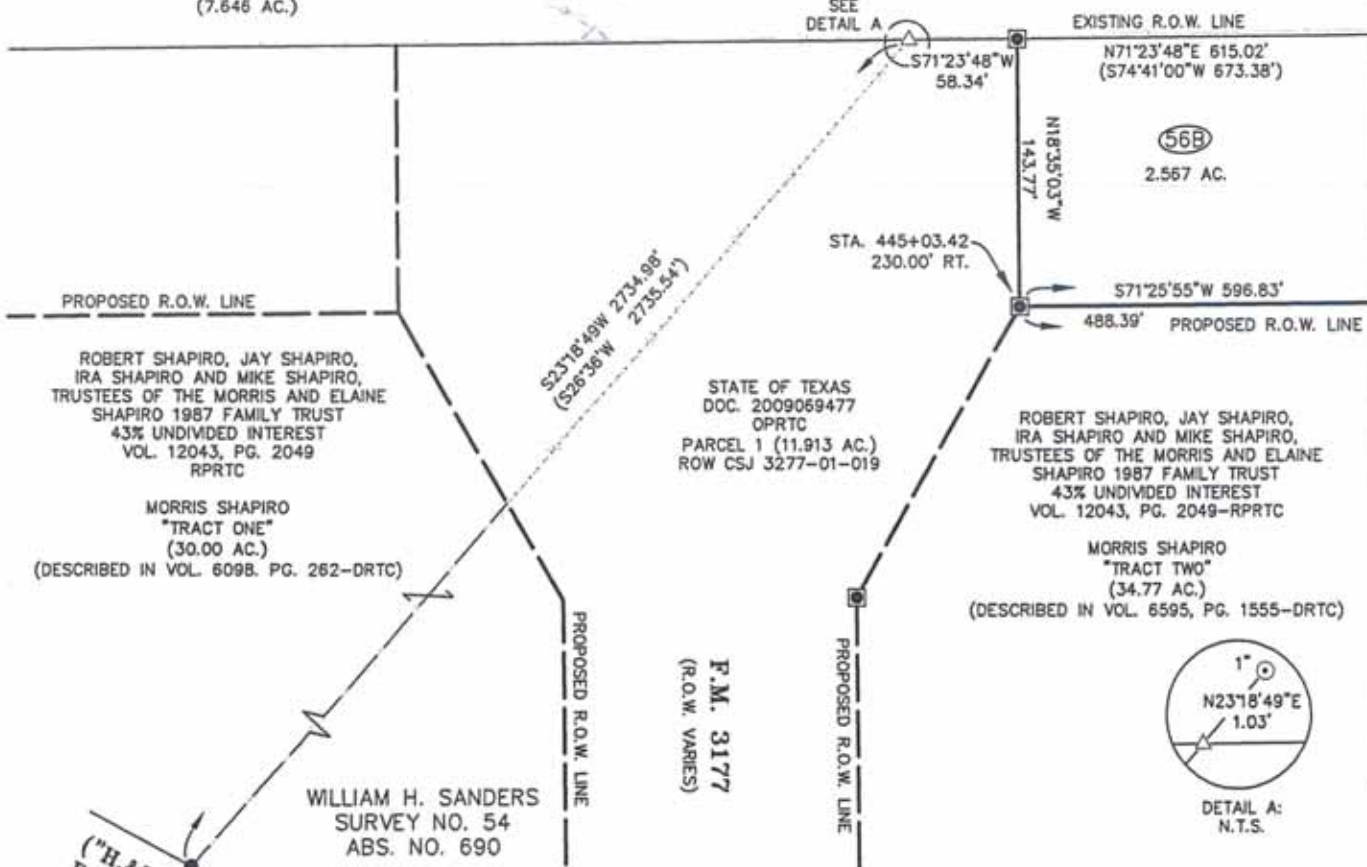 (7.646 AC.)
SEE
DETAIL A
EXISTING R.O.W. LINE
N71°23'48"E 615.02'
(S74°41'00"W 673.38')
S71°23'48"W
58.34'
56B
2.567 AC.
N18°35'03"W
143.77'
STA. 445+03.42
230.00' RT.
S71°25'55"W 596.83'
488.39' PROPOSED R.O.W. LINE
PROPOSED R.O.W. LINE
S23°18'49W 2734.98'
(S26°36'W 2735.54')
ROBERT SHAPIRO, JAY SHAPIRO,
IRA SHAPIRO AND MIKE SHAPIRO,
TRUSTEES OF THE MORRIS AND ELAINE
SHAPIRO 1987 FAMILY TRUST
43% UNDIVIDED INTEREST
VOL. 12043, PG. 2049
RPRTC
MORRIS SHAPIRO
"TRACT ONE"
(30.00 AC.)
(DESCRIBED IN VOL. 6098. PG. 262-DRTC)
STATE OF TEXAS
DOC. 2009069477
OPRTC
PARCEL 1 (11.913 AC.)
ROW CSJ 3277-01-019
ROBERT SHAPIRO, JAY SHAPIRO,
IRA SHAPIRO AND MIKE SHAPIRO,
TRUSTEES OF THE MORRIS AND ELAINE
SHAPIRO 1987 FAMILY TRUST
43% UNDIVIDED INTEREST
VOL. 12043, PG. 2049-RPRTC
MORRIS SHAPIRO
"TRACT TWO"
(34.77 AC.)
(DESCRIBED IN VOL. 6595, PG. 1555-DRTC)
PROPOSED R.O.W. LINE
F.M. 3177
(R.O.W. VARIES)
PROPOSED R.O.W. LINE
1"
N23°18'49"E
1.03'
DETAIL A:
N.T.S.
WILLIAM H. SANDERS
SURVEY NO. 54
ABS. NO. 690
("H.